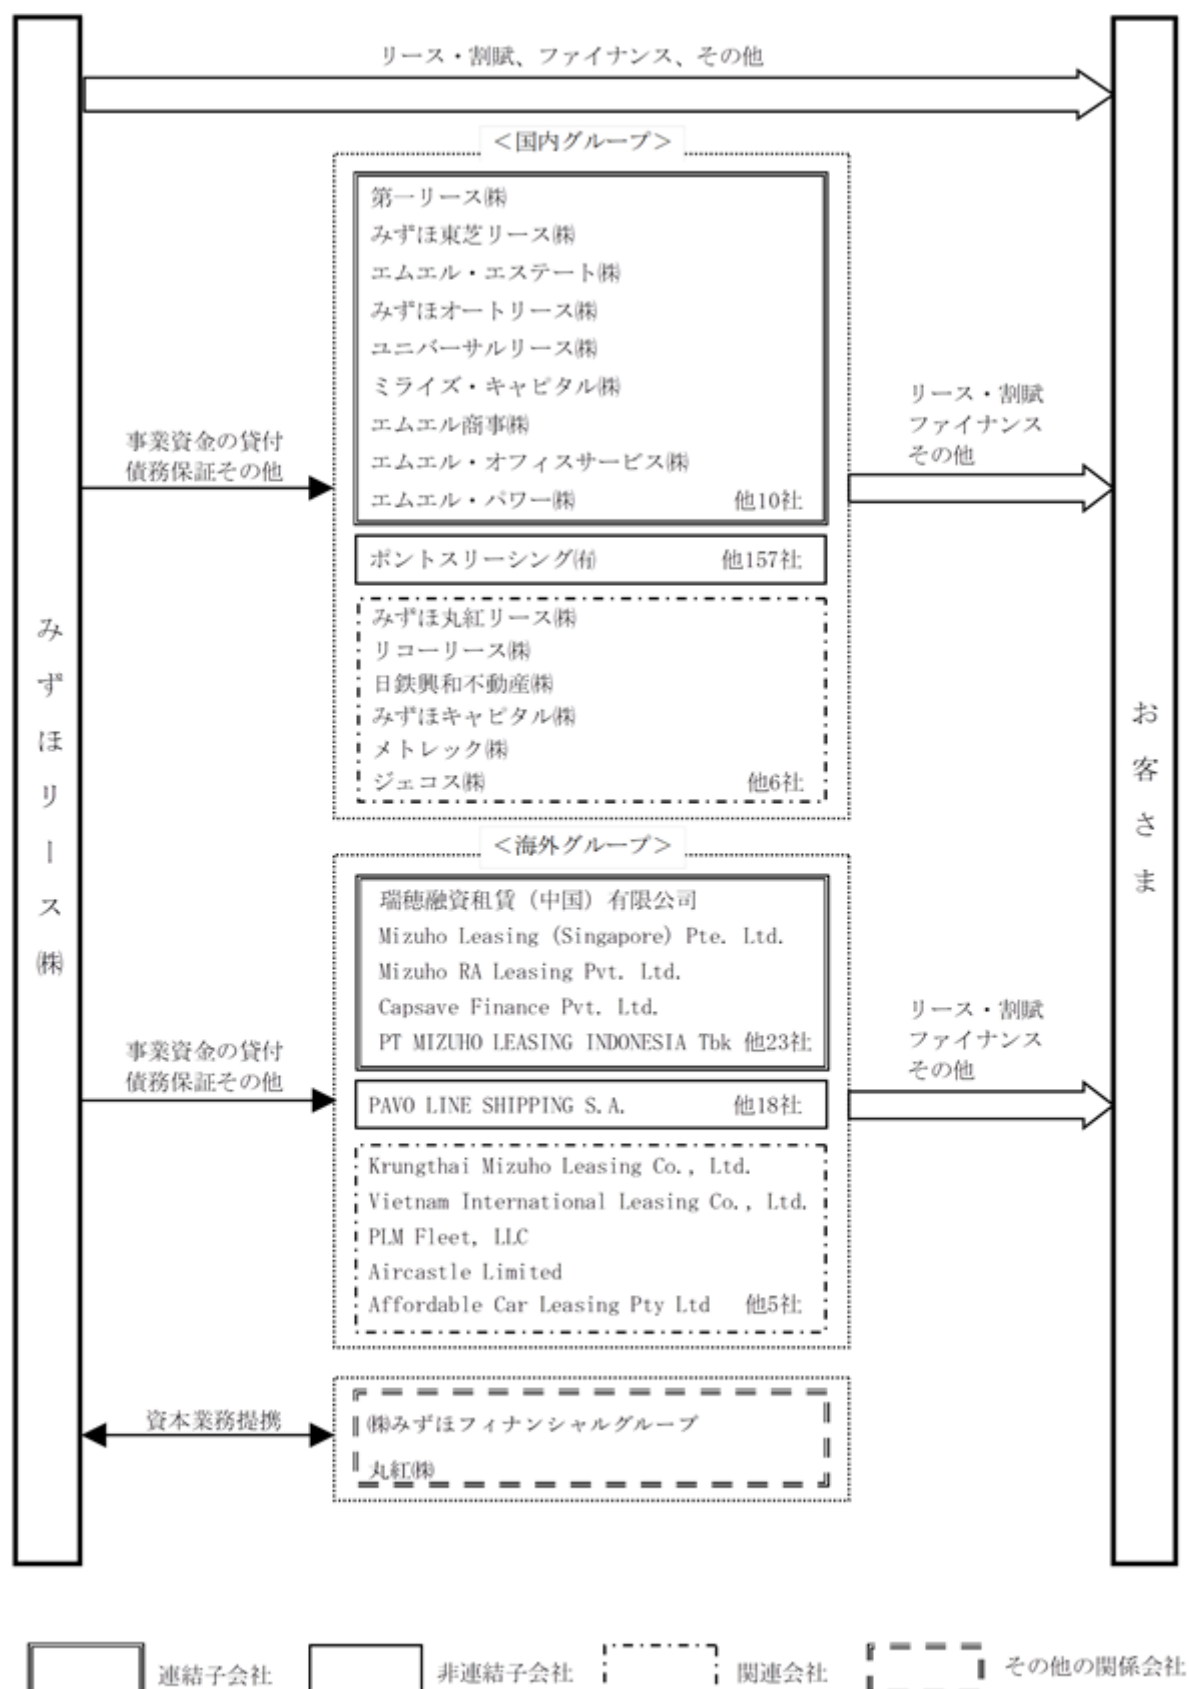 リース・割賦、ファイナンス、その他
＜国内グループ＞
第一リース㈱
みずほ東芝リース㈱
エムエル・エステート㈱
みずほオートリース㈱
ユニバーサルリース㈱
ミライズ・キャピタル㈱
エムエル商事㈱
エムエル・オフィスサービス㈱
エムエル・パワー㈱ 他10社
ポントスリーシング㈲ 他157社
みずほ丸紅リース㈱
リコーリース㈱
日鉄興和不動産㈱
みずほキャピタル㈱
メトレック㈱
ジェコス㈱ 他6社
事業資金の貸付
債務保証その他
リース・割賦
ファイナンス
その他
みずほリース㈱
お客さま
＜海外グループ＞
瑞穂融資租賃（中国）有限公司
Mizuho Leasing (Singapore) Pte. Ltd.
Mizuho RA Leasing Pvt. Ltd.
Capsave Finance Pvt. Ltd.
PT MIZUHO LEASING INDONESIA Tbk 他23社
PAVO LINE SHIPPING S.A. 他18社
Krungthai Mizuho Leasing Co., Ltd.
Vietnam International Leasing Co., Ltd.
PLM Fleet, LLC
Aircastle Limited
Affordable Car Leasing Pty Ltd 他5社
事業資金の貸付
債務保証その他
リース・割賦
ファイナンス
その他
資本業務提携
㈱みずほフィナンシャルグループ
丸紅㈱
連結子会社
非連結子会社
関連会社
その他の関係会社